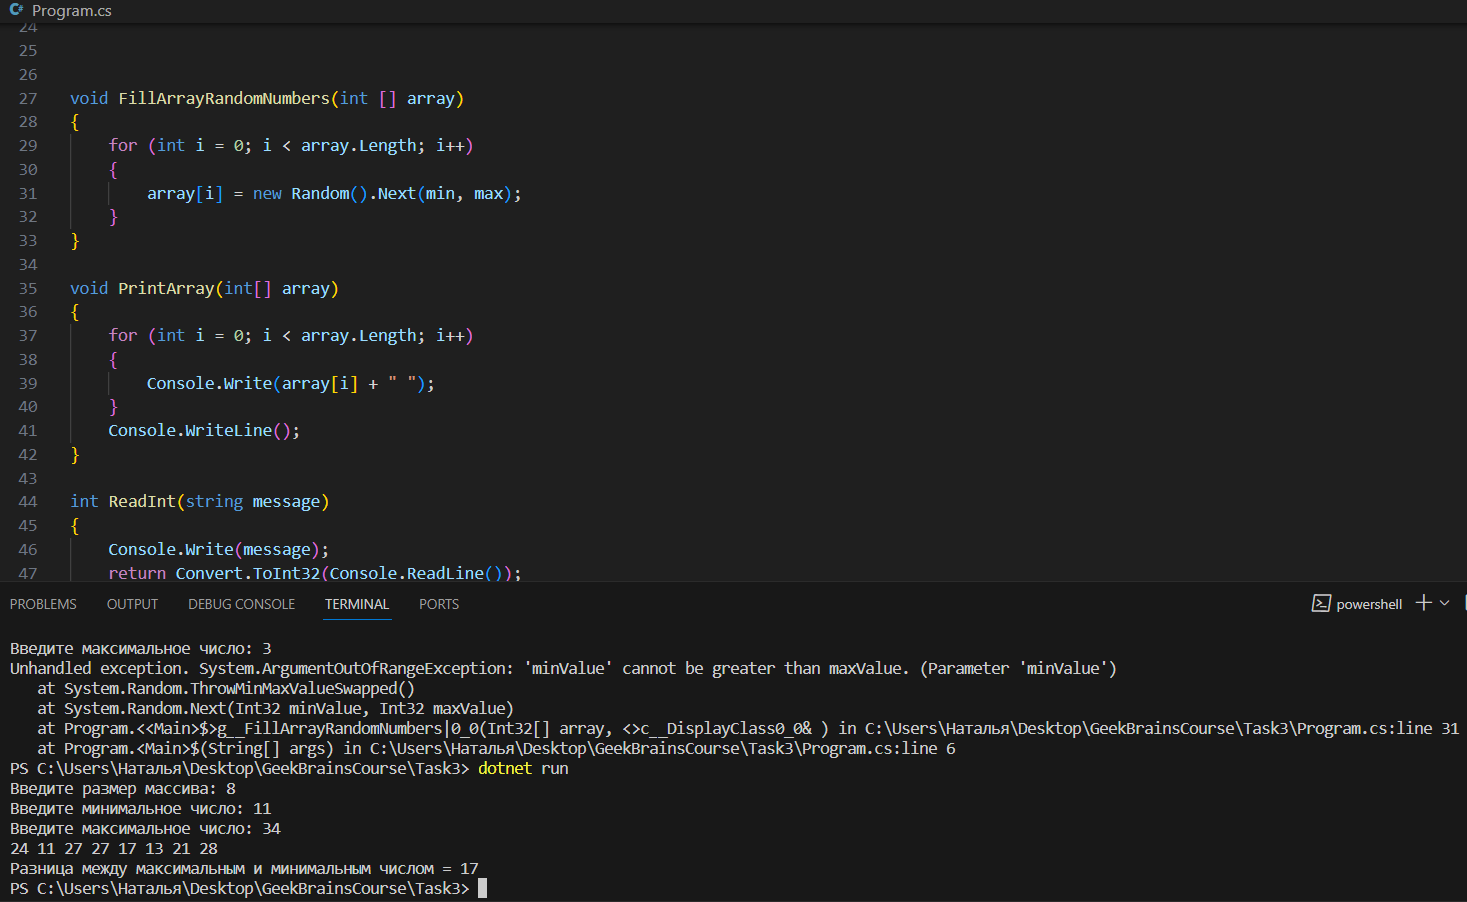 C# Program.cs
24
25
26
27 void FillArrayRandomNumbers(int [] array)
28 {
29 for (int i = 0; i < array.Length; i++)
30 {
31 array[i] = new Random().Next(min, max);
32 }
33 }
34
35 void PrintArray(int[] array)
36 {
37 for (int i = 0; i < array.Length; i++)
38 {
39 Console.Write(array[i] + " ");
40 }
41 Console.WriteLine();
42 }
43
44 int ReadInt(string message)
45 {
46 Console.Write(message);
47 return Convert.ToInt32(Console.ReadLine());
PROBLEMS OUTPUT DEBUG CONSOLE TERMINAL PORTS powershell
Введите максимальное число: 3
Unhandled exception. System.ArgumentOutOfRangeException: 'minValue' cannot be greater than maxValue. (Parameter 'minValue')
at System.Random.ThrowMinMaxValueSwapped()
at System.Random.Next(Int32 minValue, Int32 maxValue)
at Program.<<Main>$>g__FillArrayRandomNumbers|0_0(Int32[] array, <>c__DisplayClass0_0& ) in C:\Users\Наталья\Desktop\GeekBrainsCourse\Task3\Program.cs:line 31
at Program.<Main>$(String[] args) in C:\Users\Наталья\Desktop\GeekBrainsCourse\Task3\Program.cs:line 6
PS C:\Users\Наталья\Desktop\GeekBrainsCourse\Task3> dotnet run
Введите размер массива: 8
Введите минимальное число: 11
Введите максимальное число: 34
24 11 27 27 17 13 21 28
Разница между максимальным и минимальным числом = 17
PS C:\Users\Наталья\Desktop\GeekBrainsCourse\Task3>